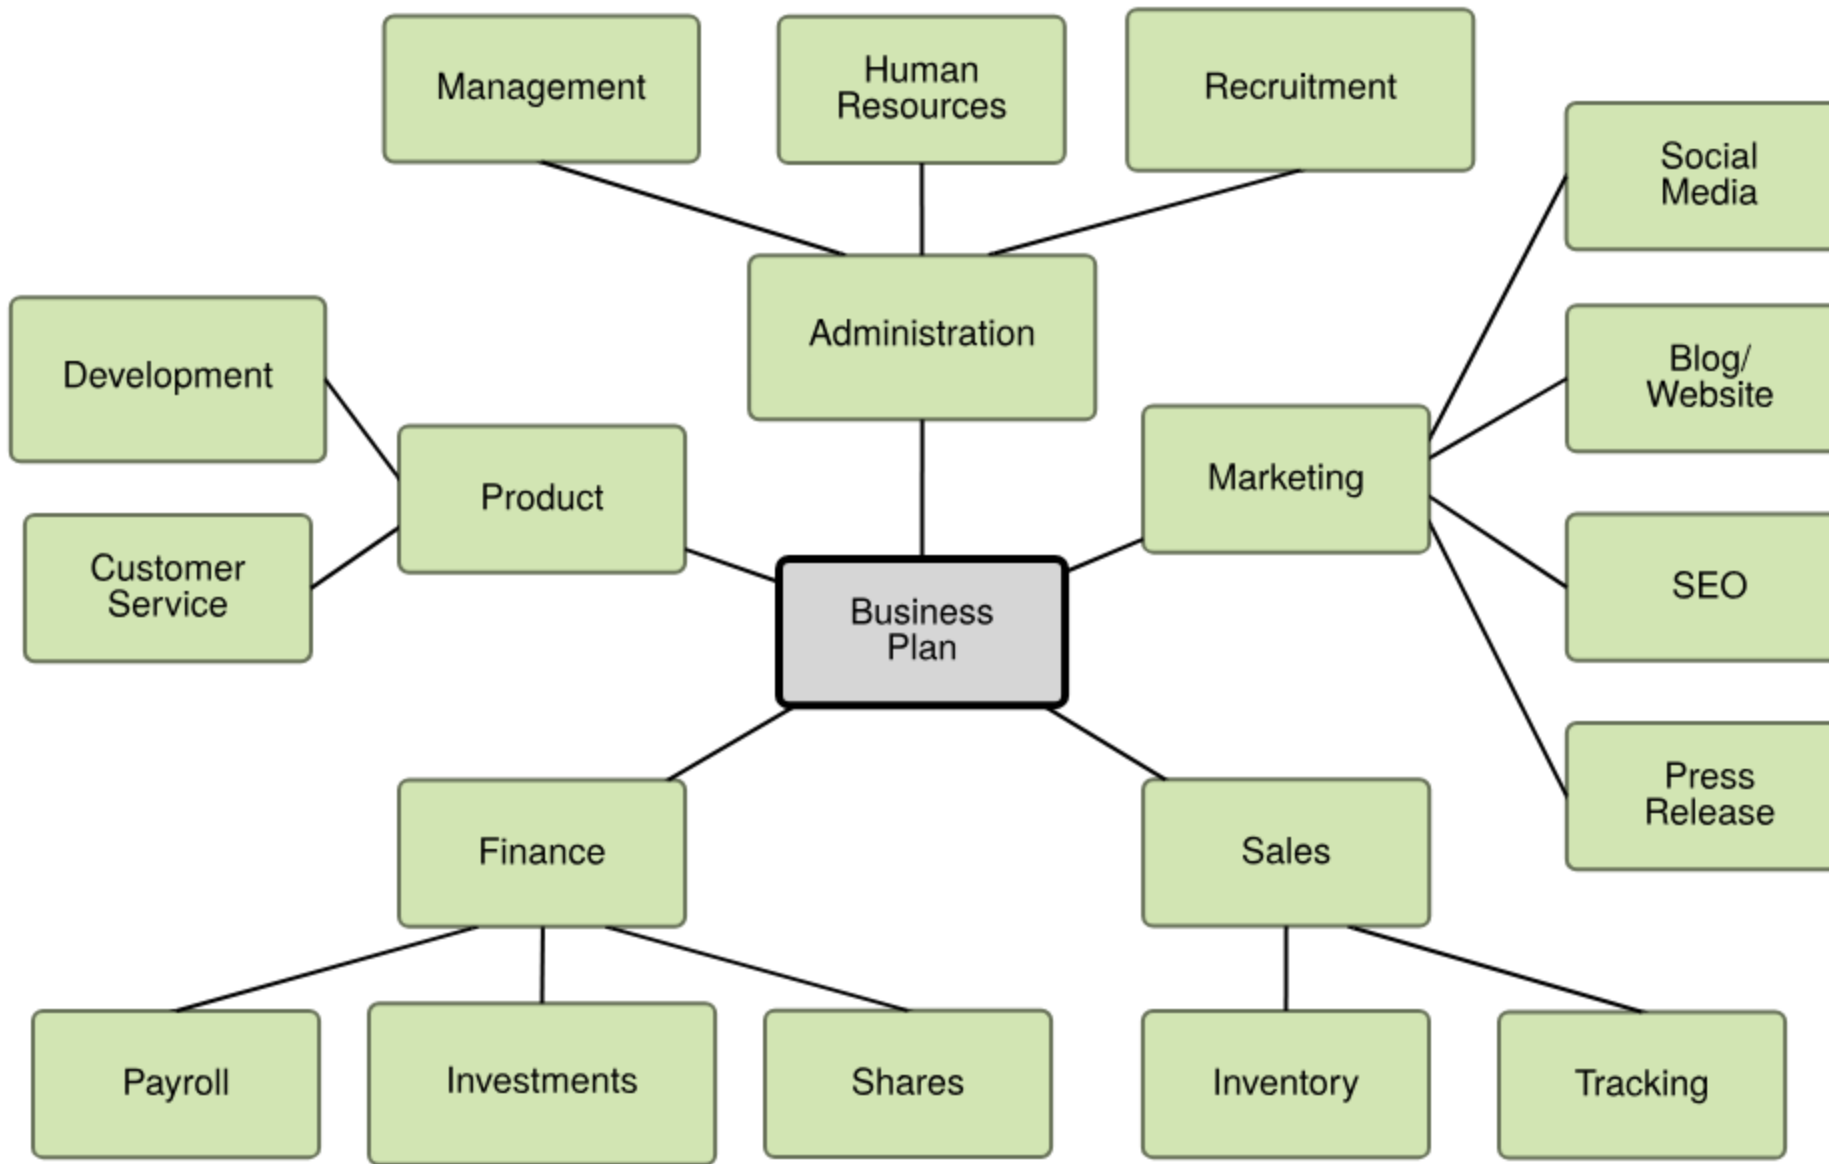 Management
Human
Resources
Recruitment
Social
Media
Administration
Blog/
Website
Development
Product
Marketing
Customer
Service
Business
Plan
SEO
Press
Release
Finance
Sales
Payroll
Investments
Shares
Inventory
Tracking